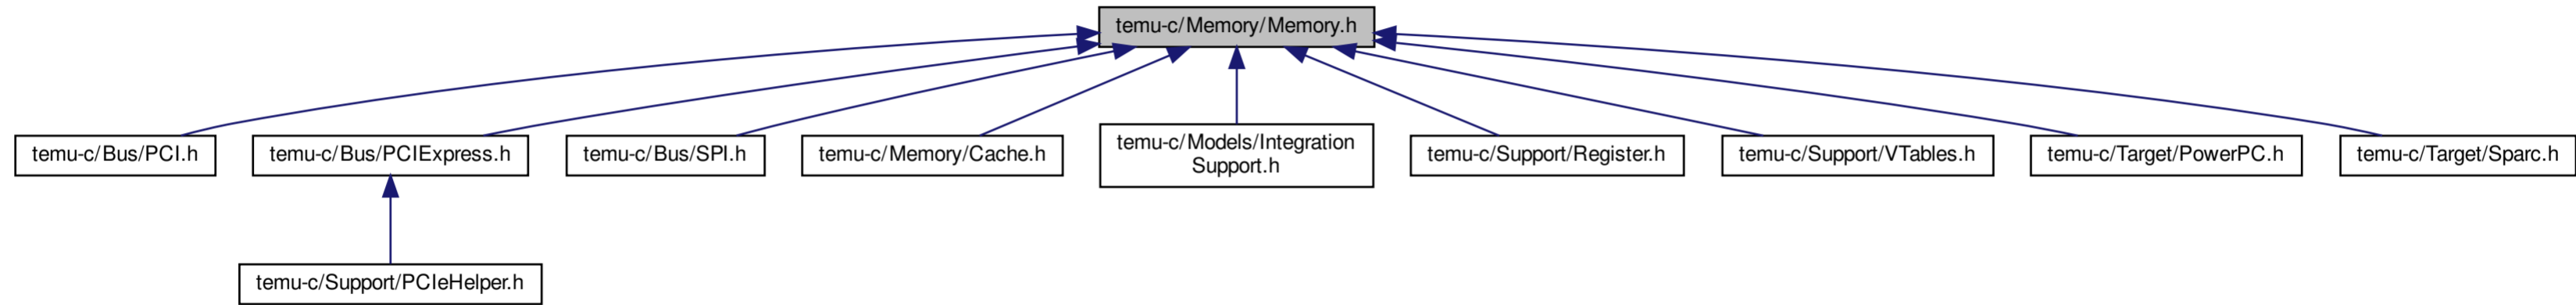 temu-c/Memory/Memory.h
temu-c/Bus/PCI.h
temu-c/Bus/PCIExpress.h
temu-c/Bus/SPI.h
temu-c/Memory/Cache.h
temu-c/Models/Integration
Support.h
temu-c/Support/Register.h
temu-c/Support/VTables.h
temu-c/Target/PowerPC.h
temu-c/Target/Sparc.h
temu-c/Support/PCIeHelper.h